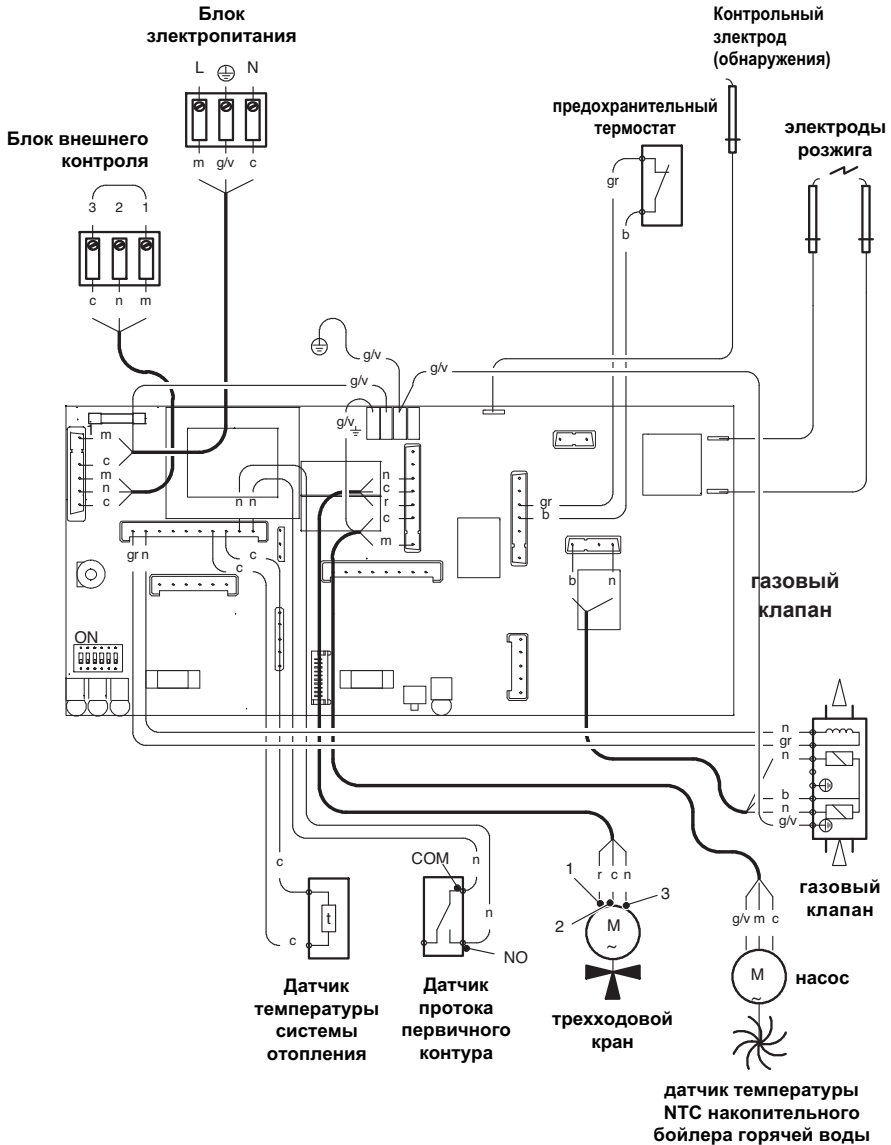 Блок
злектропитания
L N
m g/v c
Блок внешнего
контроля
3 2 1
c n m
Контрольный
злектрод
(обнаружения)
предохранительный
термостат
gr
b
электроды
розжига
g/v
g/v
g/v
g/v
1
m
c
m
n
c
n n
n
c
r
c
m
gr
b
gr n
c
c
b n
ON
газовый
клапан
n
gr
n
b
n
g/v
газовый
клапан
c
c
t
Датчик
температуры
системы
отопления
COM
n
n
NO
Датчик
протока
первичного
контура
r c n
1
2
3
M
~
трехходовой
кран
g/v m c
M
~
насос
датчик температуры
NTC накопительного
бойлера горячей воды